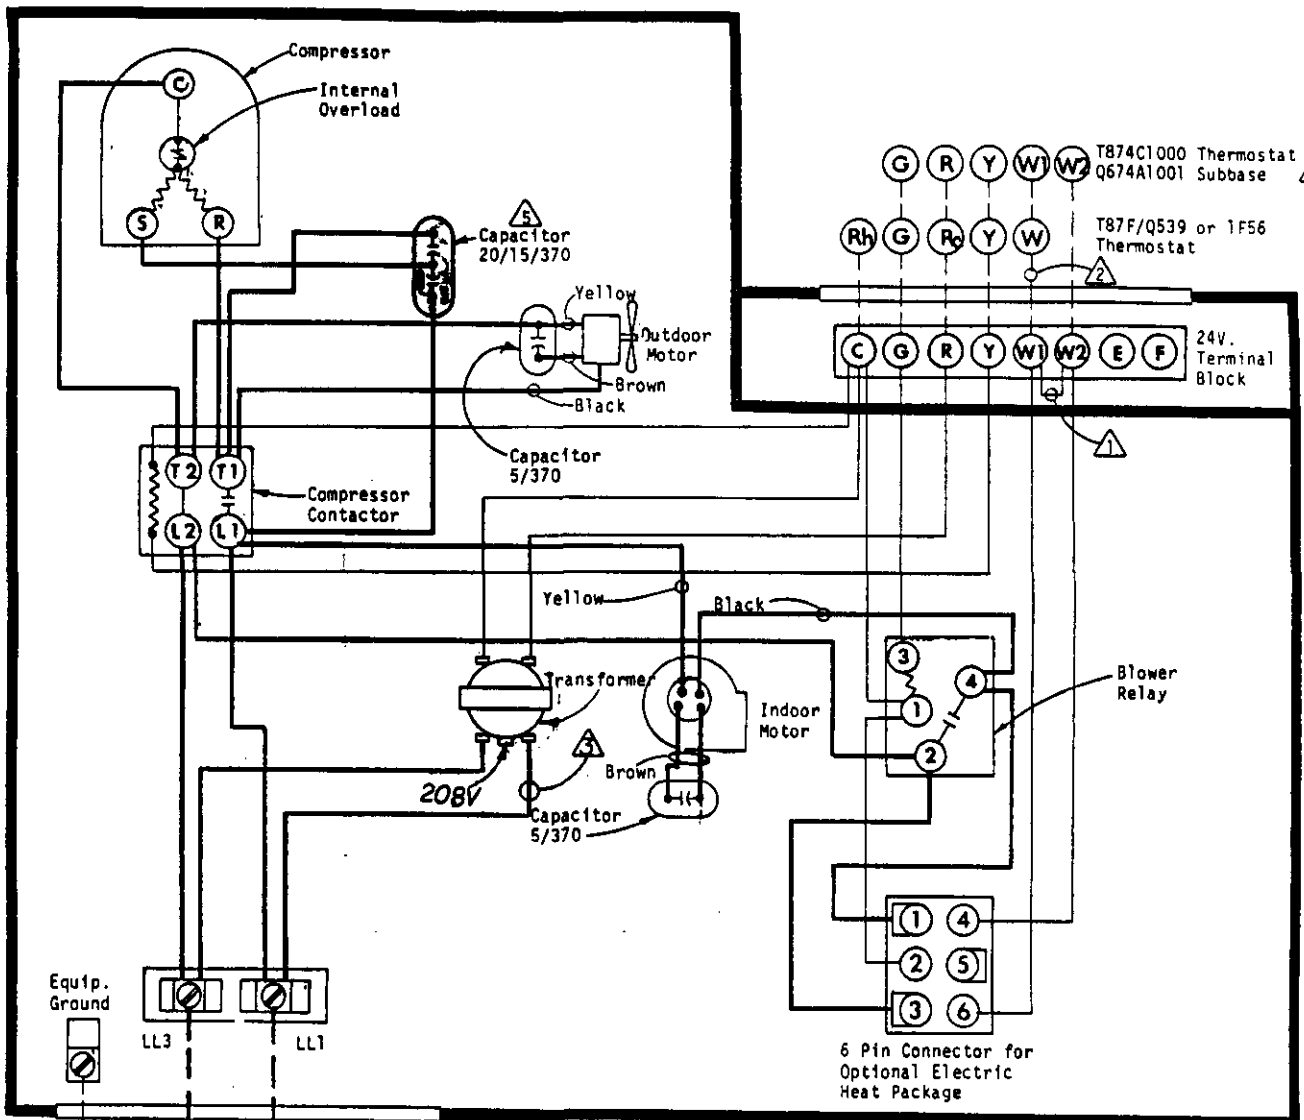 Compressor
C
Internal
Overload
S
R
5
Capacitor
20/15/370
G R Y W1 W2
T874C1000 Thermostat
Q674A1001 Subbase
Rh G Rc Y W
T87F/Q539 or 1F56
Thermostat
2
Yellow
Outdoor
Motor
Brown
Black
C G R Y W1 W2 E F
24V.
Terminal
Block
1
Capacitor
5/370
T2 T1
L2 L1
Compressor
Contactor
Yellow
Black
3
4
1
2
Blower
Relay
Transformer
Indoor
Motor
3
208V
Brown
Capacitor
5/370
1 4
2 5
3 6
6 Pin Connector for
Optional Electric
Heat Package
Equip.
Ground
LL3
LL1